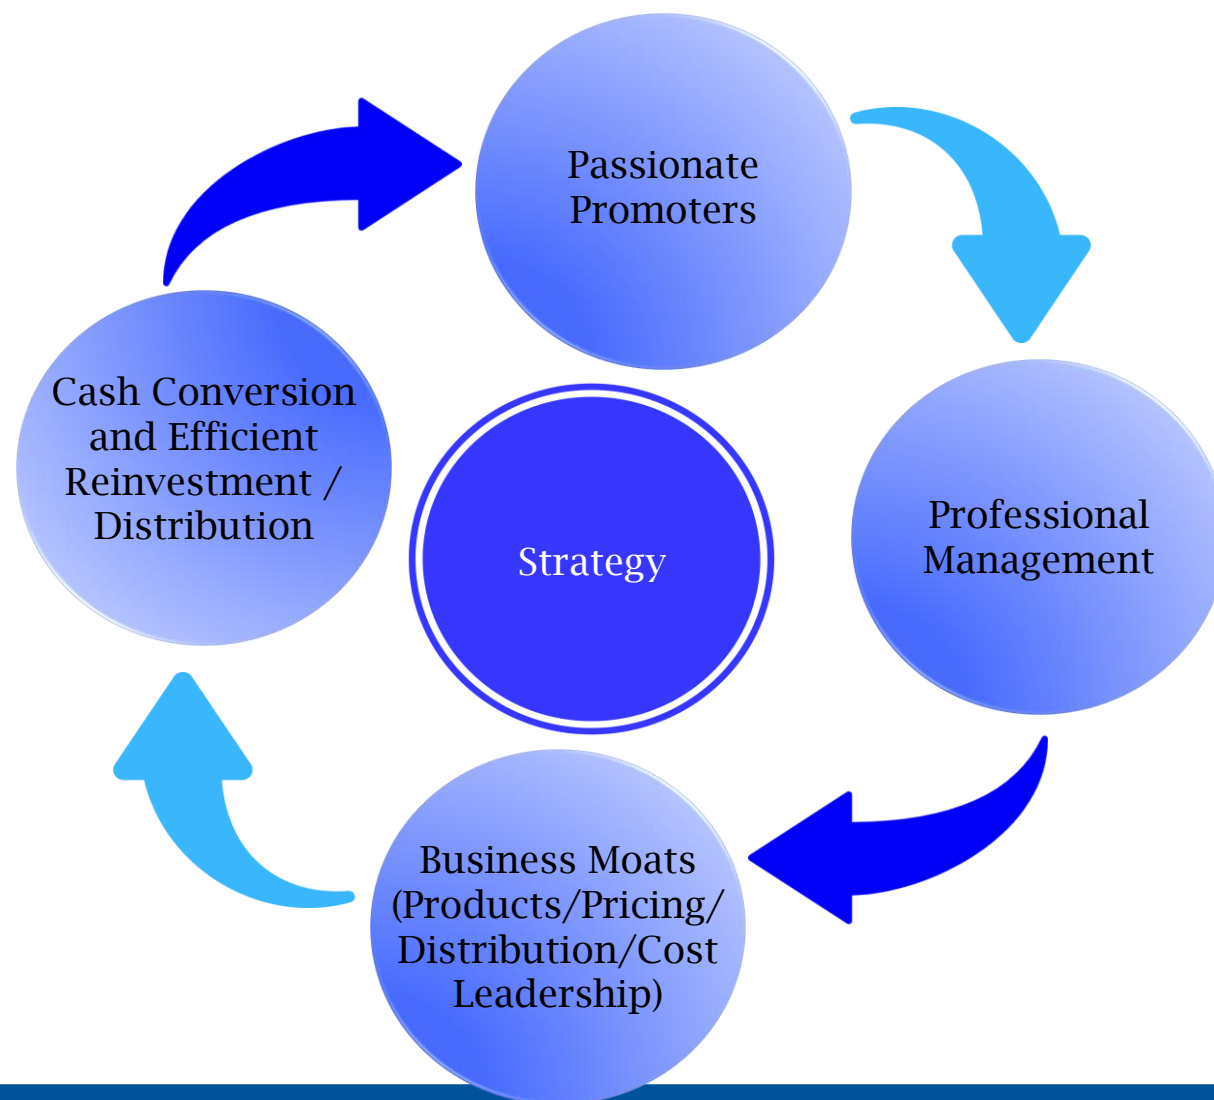 Passionate
Promoters
Cash Conversion
and Efficient
Reinvestment /
Distribution
Professional
Management
Strategy
Business Moats
(Products/Pricing/
Distribution/Cost
Leadership)